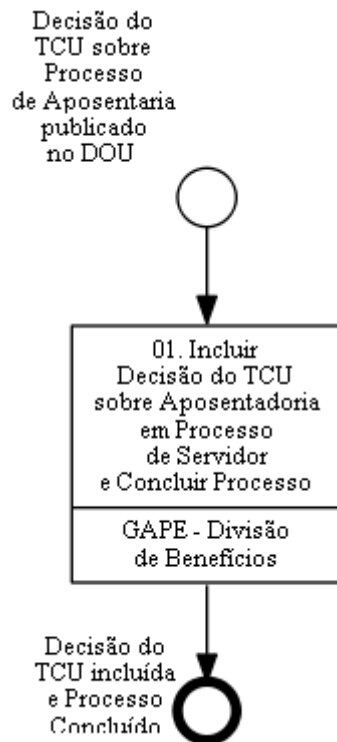 Decisão do
TCU sobre
Processo
de Aposentaria
publicado
no DOU
01. Incluir
Decisão do TCU
sobre Aposentadoria
em Processo
de Servidor
e Concluir Processo
GAPE - Divisão
de Benefícios
Decisão do
TCU incluída
e Processo
Concluído